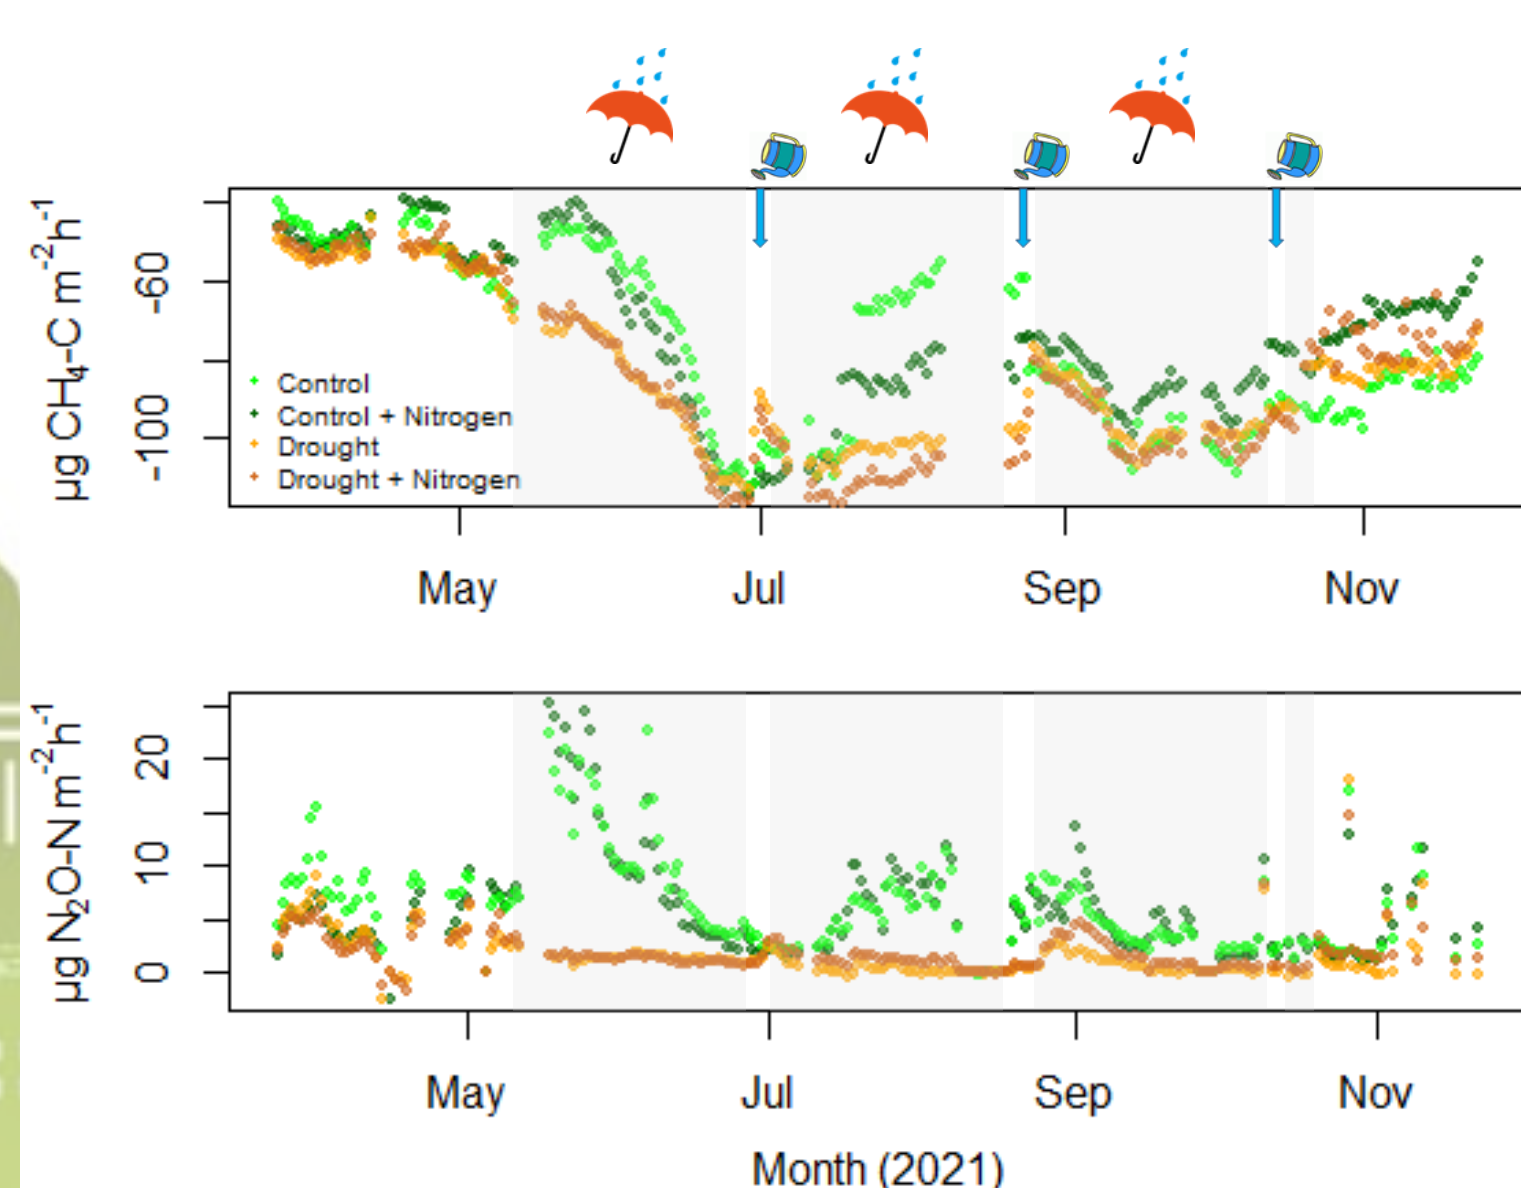 µg CH₄-C m⁻²h⁻¹
-60
-100
Control
Control + Nitrogen
Drought
Drought + Nitrogen
May Jul Sep Nov
µg N₂O-N m⁻²h⁻¹
20
10
0
May Jul Sep Nov
Month (2021)